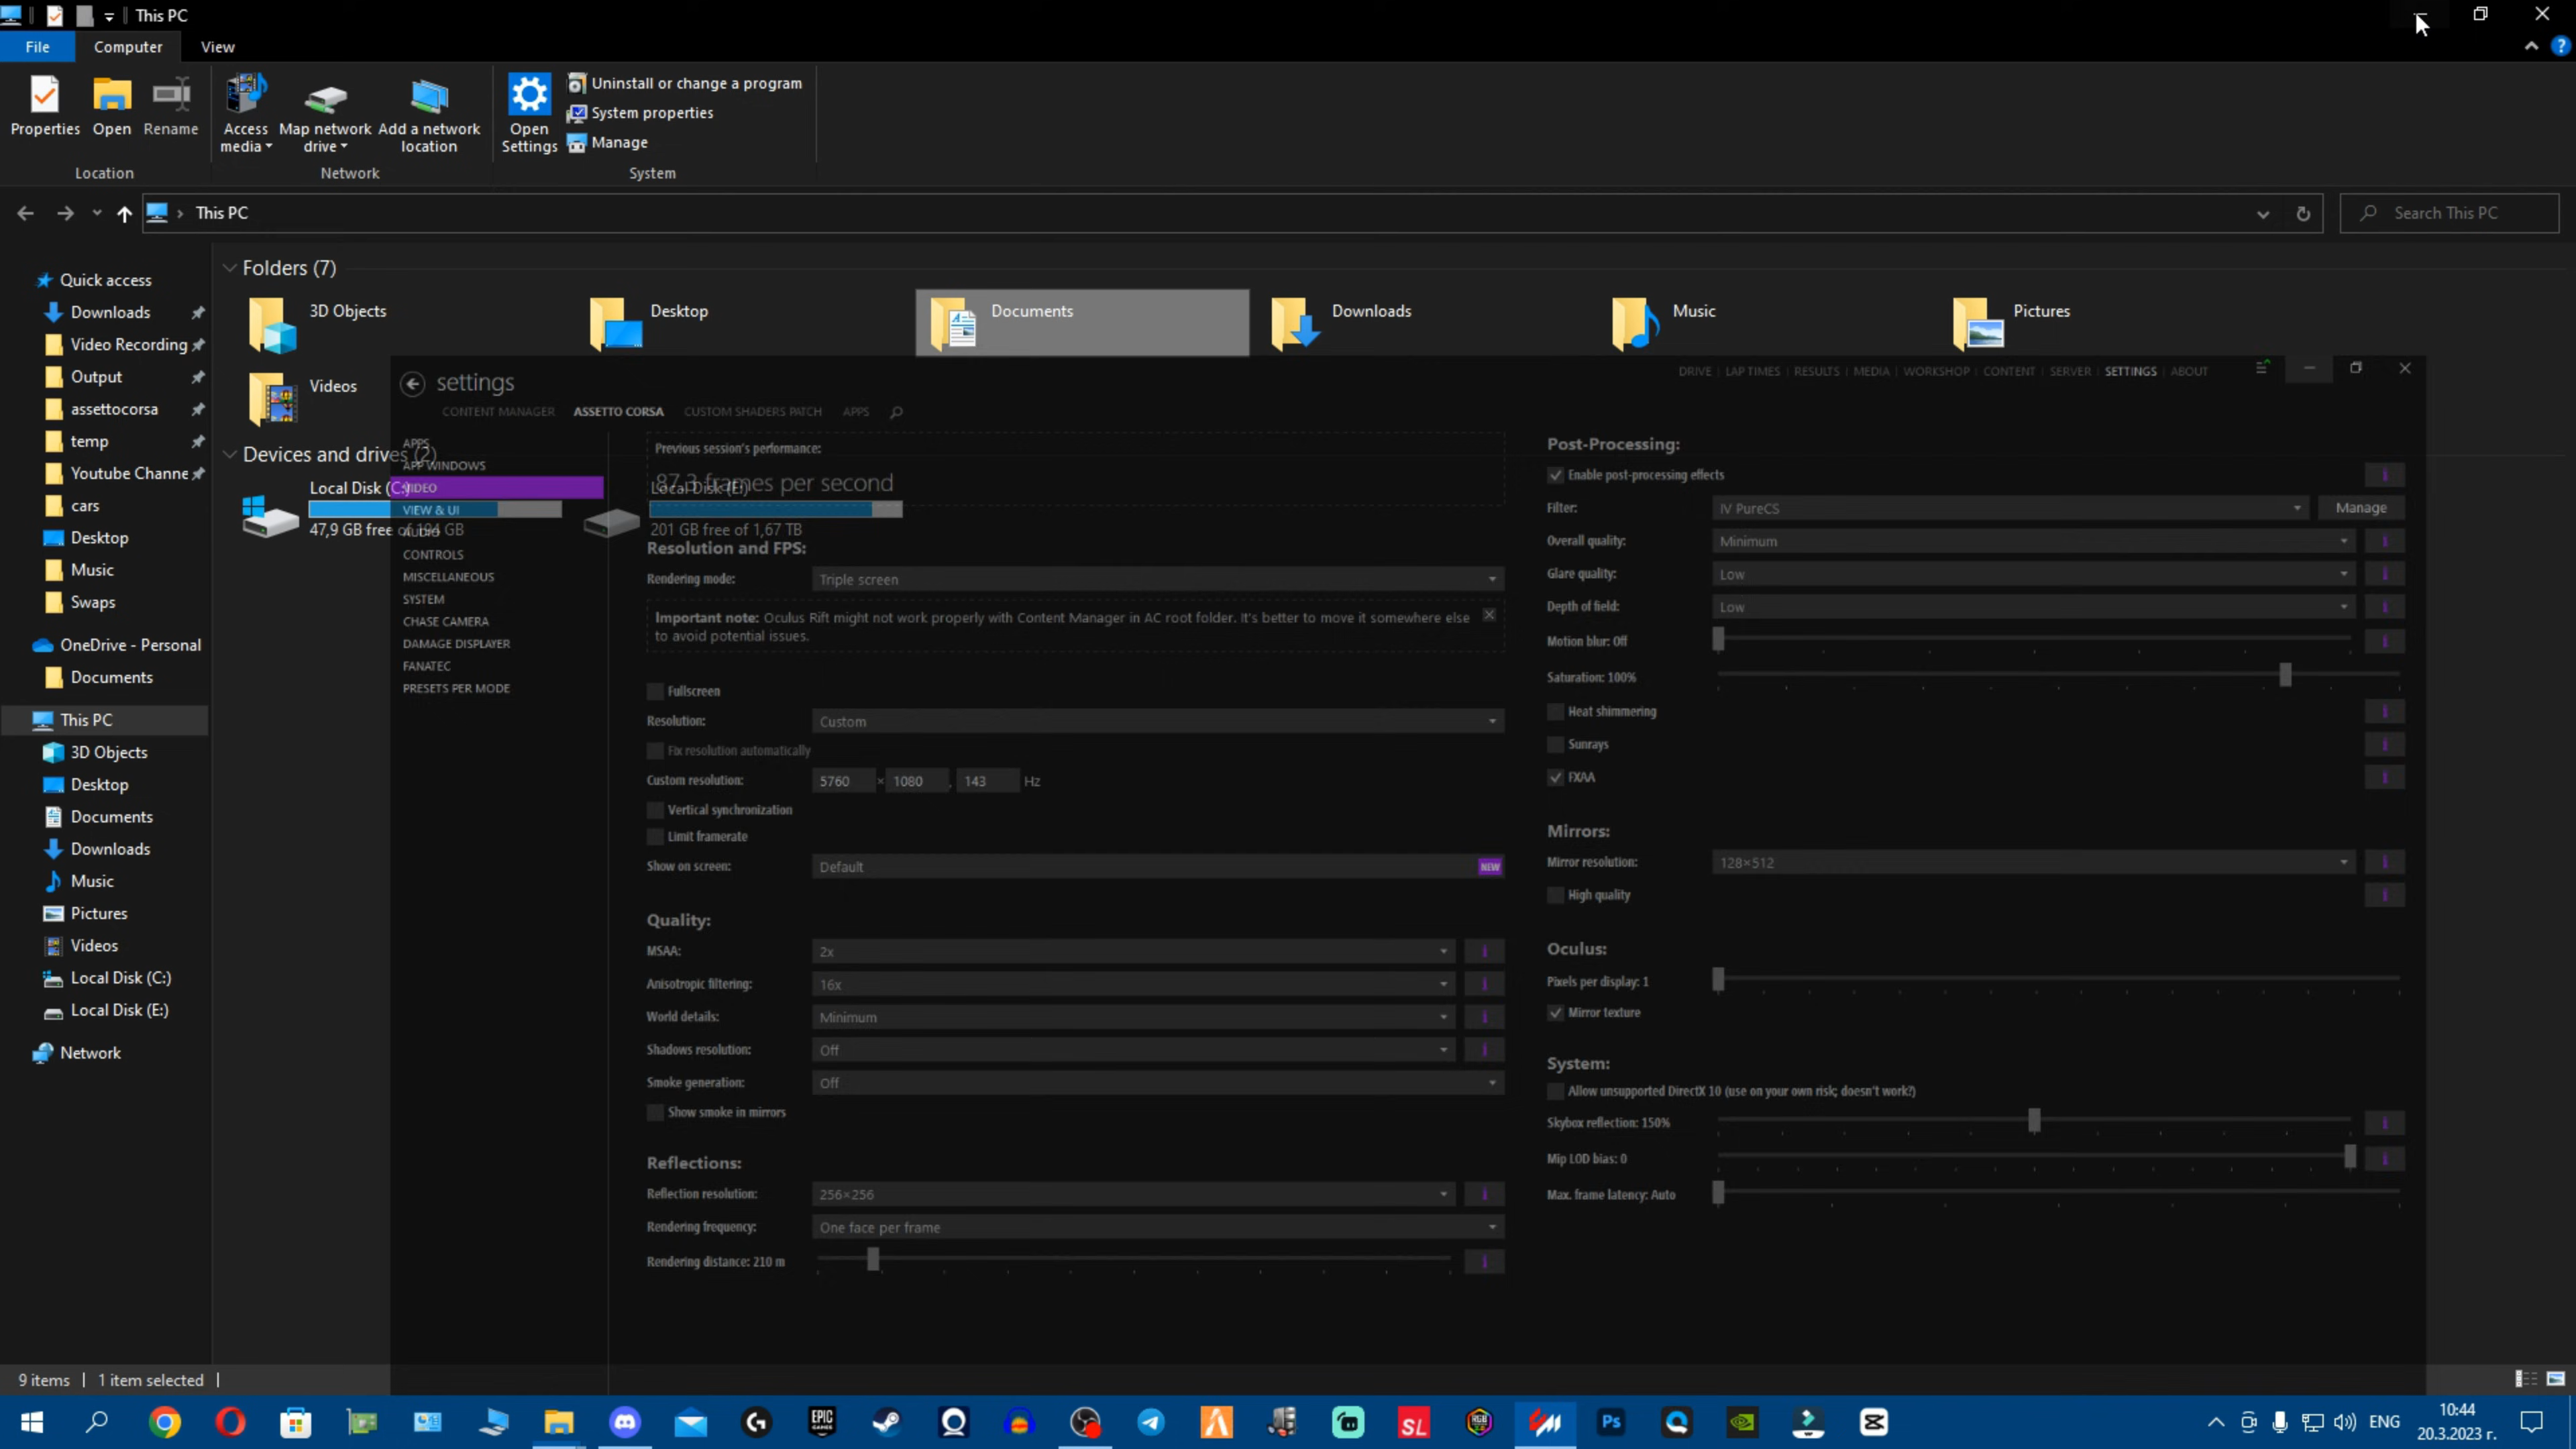 This PC
File
Computer
View
Properties
Open
Rename
Access media
Map network drive
Add a network location
Open Settings
Uninstall or change a program
System properties
Manage
Location
Network
System
This PC
Search This PC
Quick access
Downloads
Video Recording
Output
assettocorsa
temp
Youtube Channe
cars
Desktop
Music
Swaps
OneDrive - Personal
Documents
This PC
3D Objects
Desktop
Documents
Downloads
Music
Pictures
Videos
Local Disk (C:)
Local Disk (E:)
Network
Folders (7)
3D Objects
Desktop
Documents
Downloads
Music
Pictures
Videos
Devices and drives (2)
Local Disk (C:)
47,9 GB free of 194 GB
Local Disk (E:)
201 GB free of 1,67 TB
settings
DRIVE
LAP TIMES
RESULTS
MEDIA
WORKSHOP
CONTENT
SERVER
SETTINGS
ABOUT
CONTENT MANAGER
ASSETTO CORSA
CUSTOM SHADERS PATCH
APPS
APPS
APP WINDOWS
VIDEO
VIEW & UI
AUDIO
CONTROLS
MISCELLANEOUS
SYSTEM
CHASE CAMERA
DAMAGE DISPLAYER
FANATEC
PRESETS PER MODE
Previous session's performance:
87.3 frames per second
Resolution and FPS:
Rendering mode: Triple screen
Important note: Oculus Rift might not work properly with Content Manager in AC root folder. It's better to move it somewhere else
to avoid potential issues.
Fullscreen
Resolution: Custom
Fix resolution automatically
Custom resolution: 5760 × 1080 , 143 Hz
Vertical synchronization
Limit framerate
Show on screen: Default NEW
Quality:
MSAA: 2x
Anisotropic filtering: 16x
World details: Minimum
Shadows resolution: Off
Smoke generation: Off
Show smoke in mirrors
Reflections:
Reflection resolution: 256×256
Rendering frequency: One face per frame
Rendering distance: 210 m
Post-Processing:
Enable post-processing effects
Filter: IV PureCS Manage
Overall quality: Minimum
Glare quality: Low
Depth of field: Low
Motion blur: Off
Saturation: 100%
Heat shimmering
Sunrays
FXAA
Mirrors:
Mirror resolution: 128×512
High quality
Oculus:
Pixels per display: 1
Mirror texture
System:
Allow unsupported DirectX 10 (use on your own risk; doesn't work?)
Skybox reflection: 150%
Mip LOD bias: 0
Max. frame latency: Auto
9 items
1 item selected
EPIC GAMES
SL
Ps
ENG
10:44
20.3.2023 г.